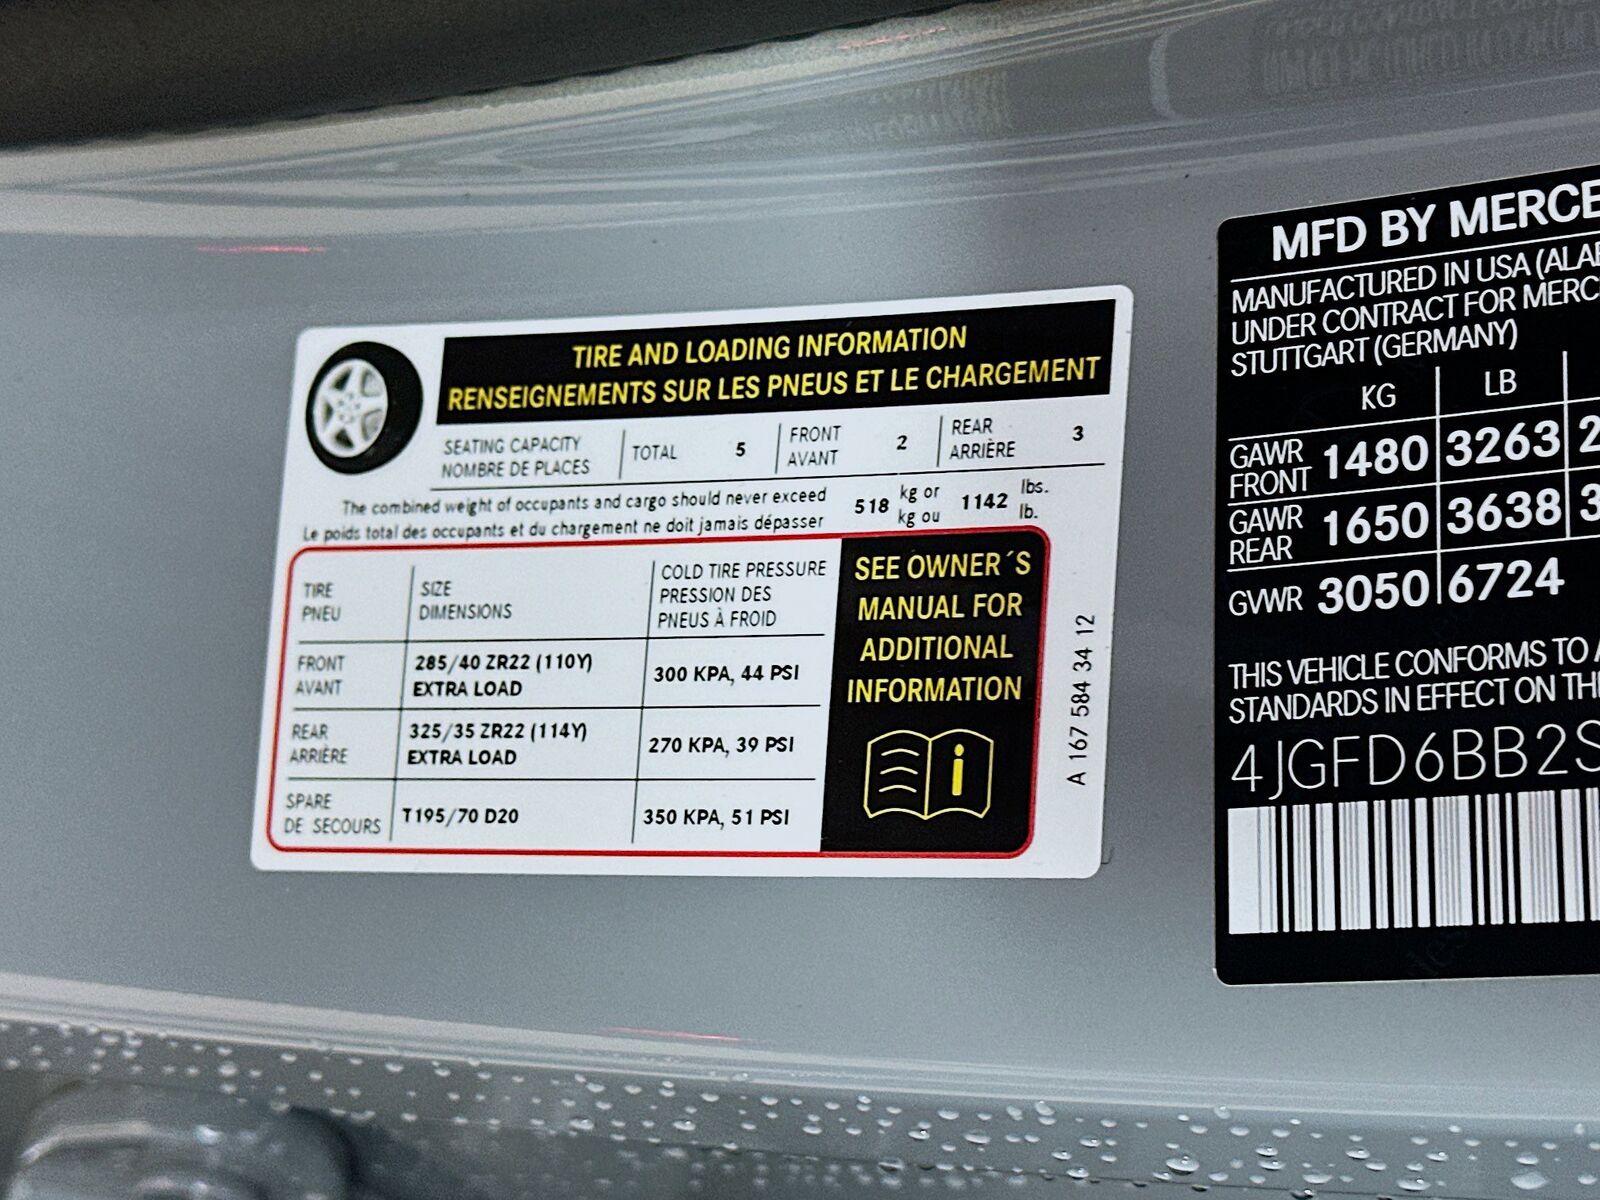 TIRE AND LOADING INFORMATION
RENSEIGNEMENTS SUR LES PNEUS ET LE CHARGEMENT
SEATING CAPACITY
NOMBRE DE PLACES
TOTAL 5
FRONT
AVANT
2
REAR
ARRIÈRE
3
The combined weight of occupants and cargo should never exceed
Le poids total des occupants et du chargement ne doit jamais dépasser
518 kg or
kg ou
1142 lbs.
lb.
TIRE
PNEU
SIZE
DIMENSIONS
COLD TIRE PRESSURE
PRESSION DES
PNEUS À FROID
FRONT
AVANT
285/40 ZR22 (110Y)
EXTRA LOAD
300 KPA, 44 PSI
REAR
ARRIÈRE
325/35 ZR22 (114Y)
EXTRA LOAD
270 KPA, 39 PSI
SPARE
DE SECOURS
T195/70 D20
350 KPA, 51 PSI
SEE OWNER´S
MANUAL FOR
ADDITIONAL
INFORMATION
i
A 167 584 34 12
MFD BY MERCE
MANUFACTURED IN USA (ALAB
UNDER CONTRACT FOR MERC
STUTTGART (GERMANY)
KG LB
GAWR
FRONT
1480 3263 2
GAWR
REAR
1650 3638 3
GVWR 3050 6724
THIS VEHICLE CONFORMS TO A
STANDARDS IN EFFECT ON TH
4JGFD6BB2S